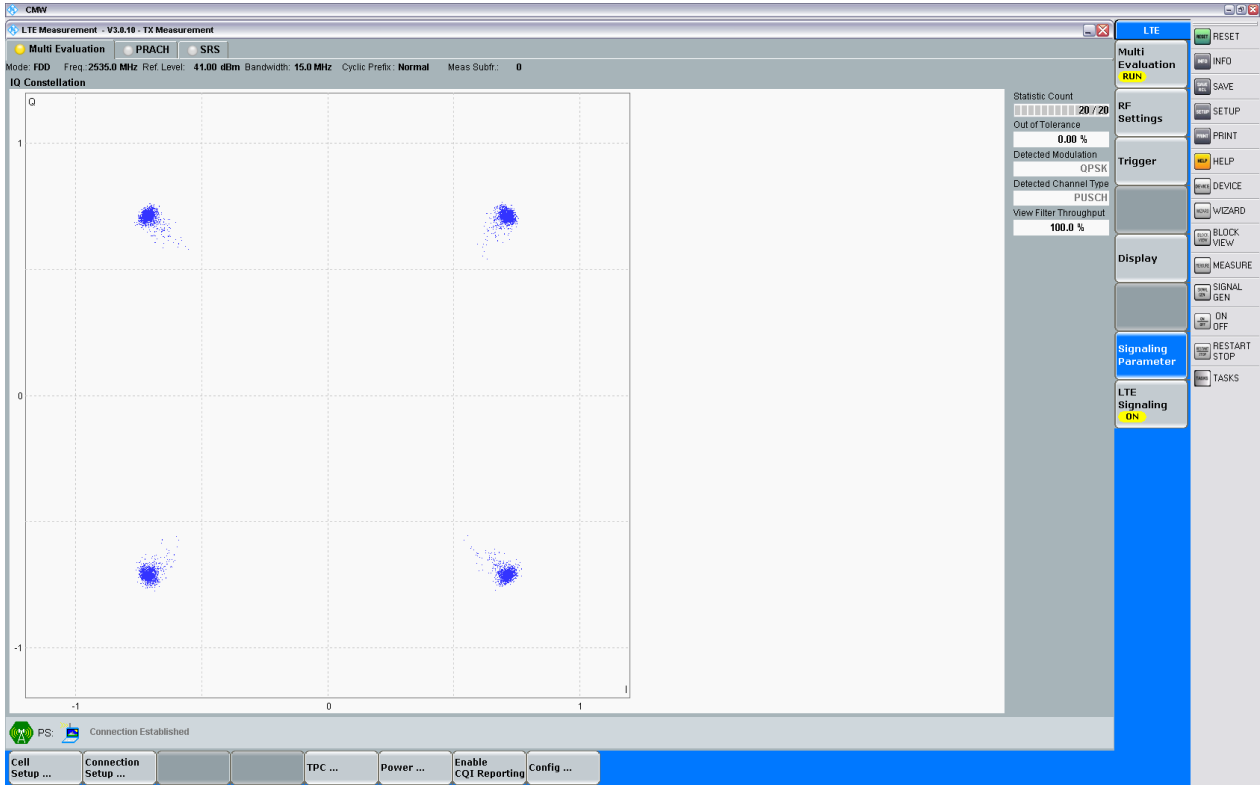 CMW
LTE Measurement - V3.0.10 - TX Measurement
Multi Evaluation
PRACH
SRS
Mode: FDD Freq.:2535.0 MHz Ref. Level: 41.00 dBm Bandwidth: 15.0 MHz Cyclic Prefix: Normal Meas Subfr.: 0
IQ Constellation
Q
1
0
-1
-1
0
1
I
Statistic Count
20 / 20
Out of Tolerance
0.00 %
Detected Modulation
QPSK
Detected Channel Type
PUSCH
View Filter Throughput
100.0 %
LTE
Multi
Evaluation
RUN
RF
Settings
Trigger
Display
Signaling
Parameter
LTE
Signaling
ON
RESET
INFO
SAVE
SETUP
PRINT
HELP
DEVICE
WIZARD
BLOCK
VIEW
MEASURE
SIGNAL
GEN
ON
OFF
RESTART
STOP
TASKS
PS:
Connection Established
Cell
Setup ...
Connection
Setup ...
TPC ...
Power ...
Enable
CQI Reporting
Config ...